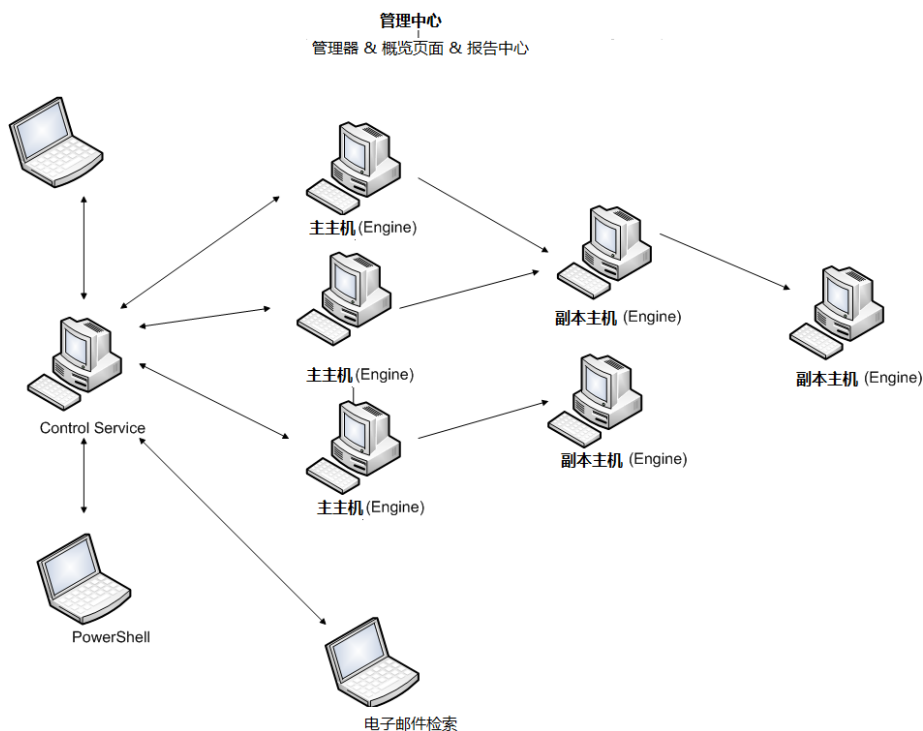 管理中心
管理器 & 概览页面 & 报告中心
主主机(Engine)
副本主机 (Engine)
主主机(Engine)
副本主机 (Engine)
Control Service
副本主机 (Engine)
主主机(Engine)
PowerShell
电子邮件检索